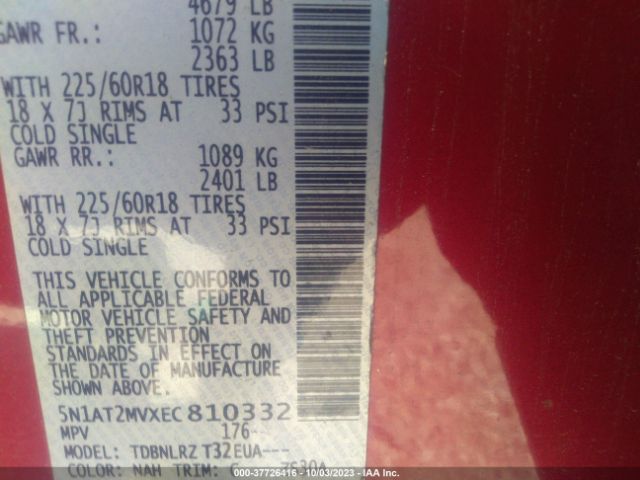 4679 LB
GAWR FR.: 1072 KG
2363 LB
WITH 225/60R18 TIRES
18 X 7J RIMS AT 33 PSI
COLD SINGLE
GAWR RR.: 1089 KG
2401 LB
WITH 225/60R18 TIRES
18 X 7J RIMS AT 33 PSI
COLD SINGLE
THIS VEHICLE CONFORMS TO
ALL APPLICABLE FEDERAL
MOTOR VEHICLE SAFETY AND
THEFT PREVENTION
STANDARDS IN EFFECT ON
THE DATE OF MANUFACTURE
SHOWN ABOVE.
5N1AT2MVXEC810332
MPV 176--
MODEL: TDBNLRZ T32EUA---
COLOR: NAH TRIM:
000-37726416 - 10/03/2023 - IAA Inc.